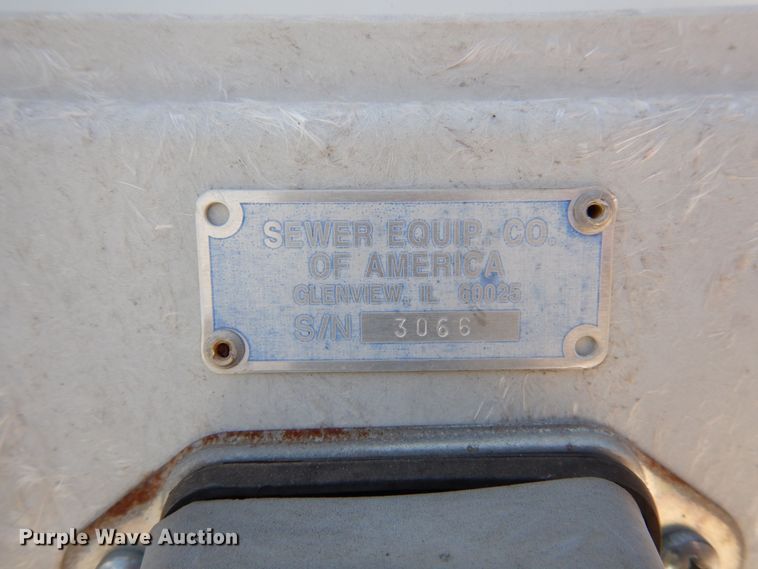 SEWER EQUIP. CO.
OF AMERICA
GLENVIEW, IL 60025
S/N 3066
Purple Wave Auction